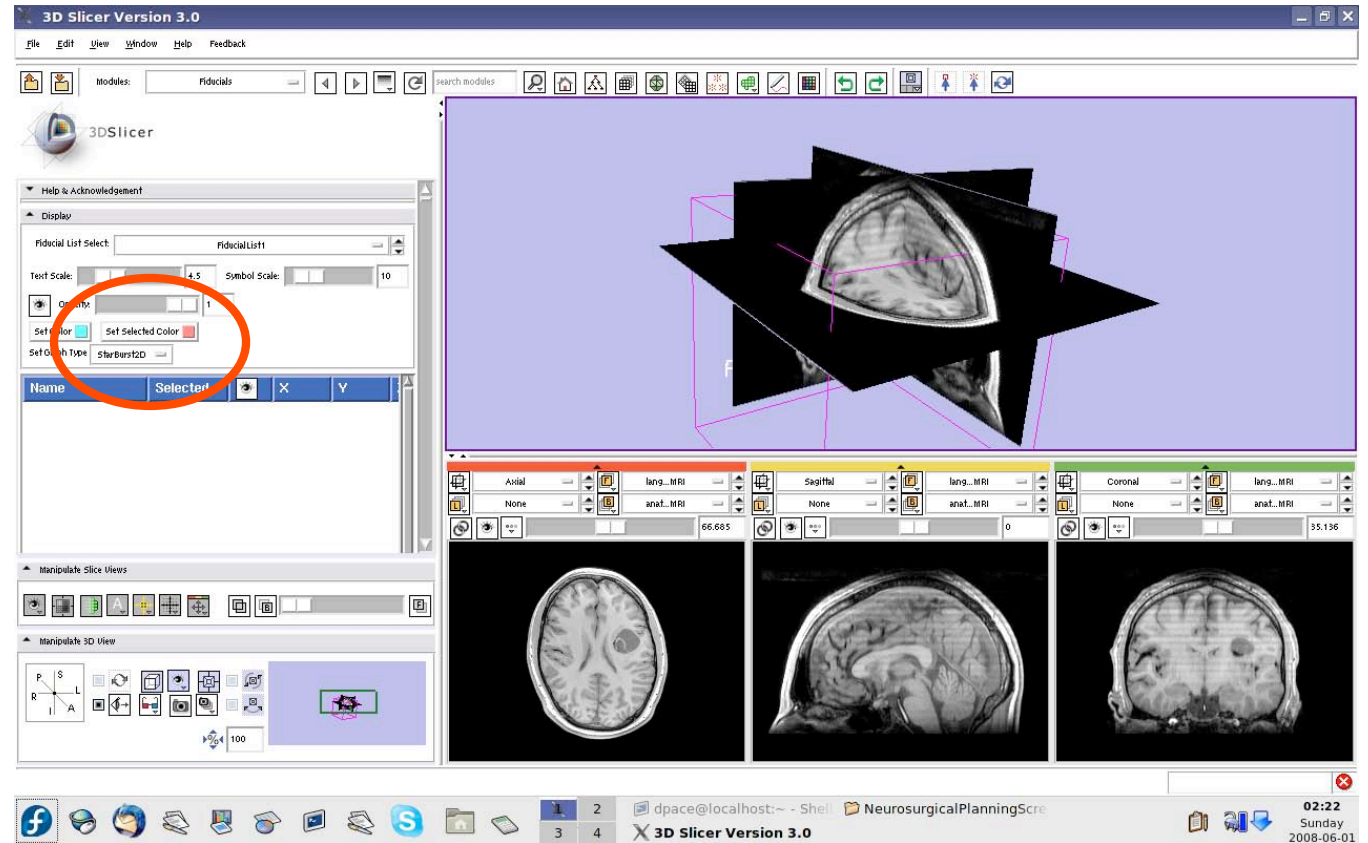 3D Slicer Version 3.0
File Edit View Window Help Feedback
Modules: Fiducials search modules
3DSlicer
Help & Acknowledgement
Display
Fiducial List Select: FiducialList1
Text Scale: 4.5 Symbol Scale: 10
1
Set Color Set Selected Color
StarBurst2D
Name Selected X Y
Manipulate Slice Views
A B F
Manipulate 3D View
P S
R L
I A
100
Axial F lang...MRI
L None B anat...MRI
66.685
Sagittal F lang...MRI
L None B anat...MRI
0
Coronal F lang...MRI
L None B anat...MRI
35.136
1 2 dpace@localhost:~ - Shell NeurosurgicalPlanningScre
3 4 3D Slicer Version 3.0
02:22
Sunday
2008-06-01